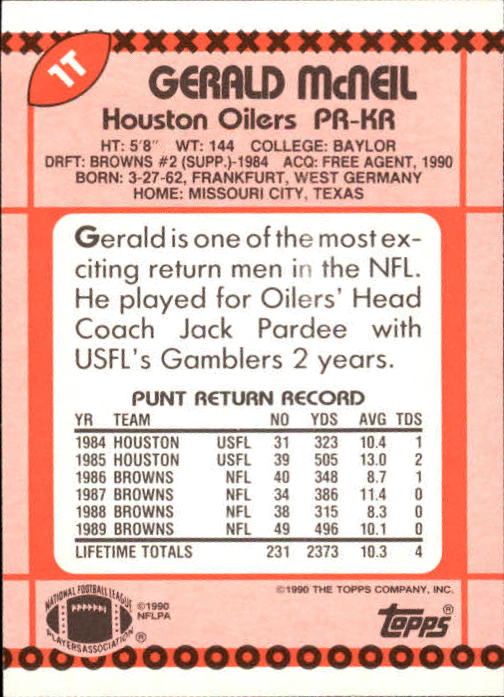 1T
GERALD McNEIL
Houston Oilers PR-KR
HT: 5'8" WT: 144 COLLEGE: BAYLOR
DRFT: BROWNS #2 (SUPP.)-1984 ACQ: FREE AGENT, 1990
BORN: 3-27-62, FRANKFURT, WEST GERMANY
HOME: MISSOURI CITY, TEXAS
Gerald is one of the most ex-
citing return men in the NFL.
He played for Oilers' Head
Coach Jack Pardee with
USFL's Gamblers 2 years.
PUNT RETURN RECORD
YR TEAM NO YDS AVG TDS
1984 HOUSTON USFL 31 323 10.4 1
1985 HOUSTON USFL 39 505 13.0 2
1986 BROWNS NFL 40 348 8.7 1
1987 BROWNS NFL 34 386 11.4 0
1988 BROWNS NFL 38 315 8.3 0
1989 BROWNS NFL 49 496 10.1 0
LIFETIME TOTALS 231 2373 10.3 4
©1990 THE TOPPS COMPANY, INC.
NATIONAL FOOTBALL LEAGUE
PLAYERS ASSOCIATION ®
©1990
NFLPA
topps®